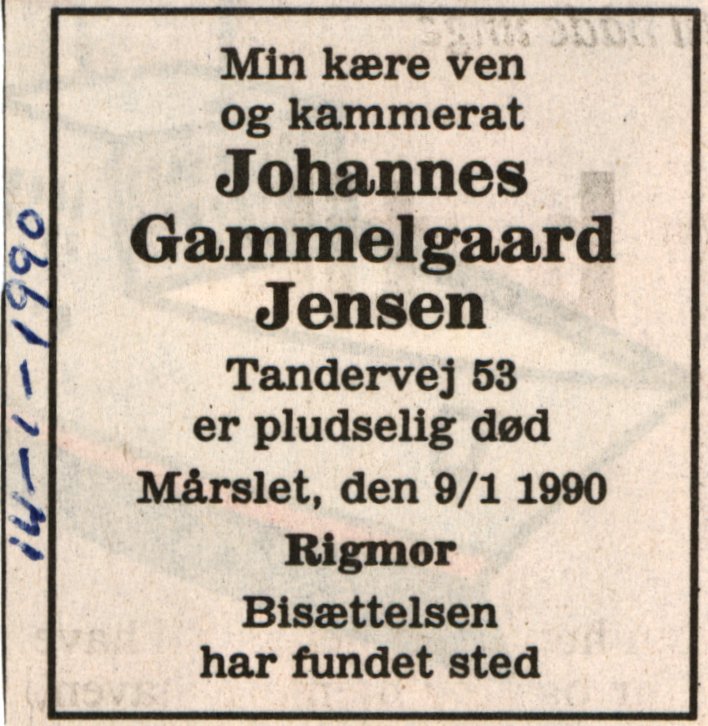 Min kære ven
og kammerat
Johannes
Gammelgaard
Jensen
Tandervej 53
er pludselig død
Mårslet, den 9/1 1990
Rigmor
Bisættelsen
har fundet sted
14-1-1990